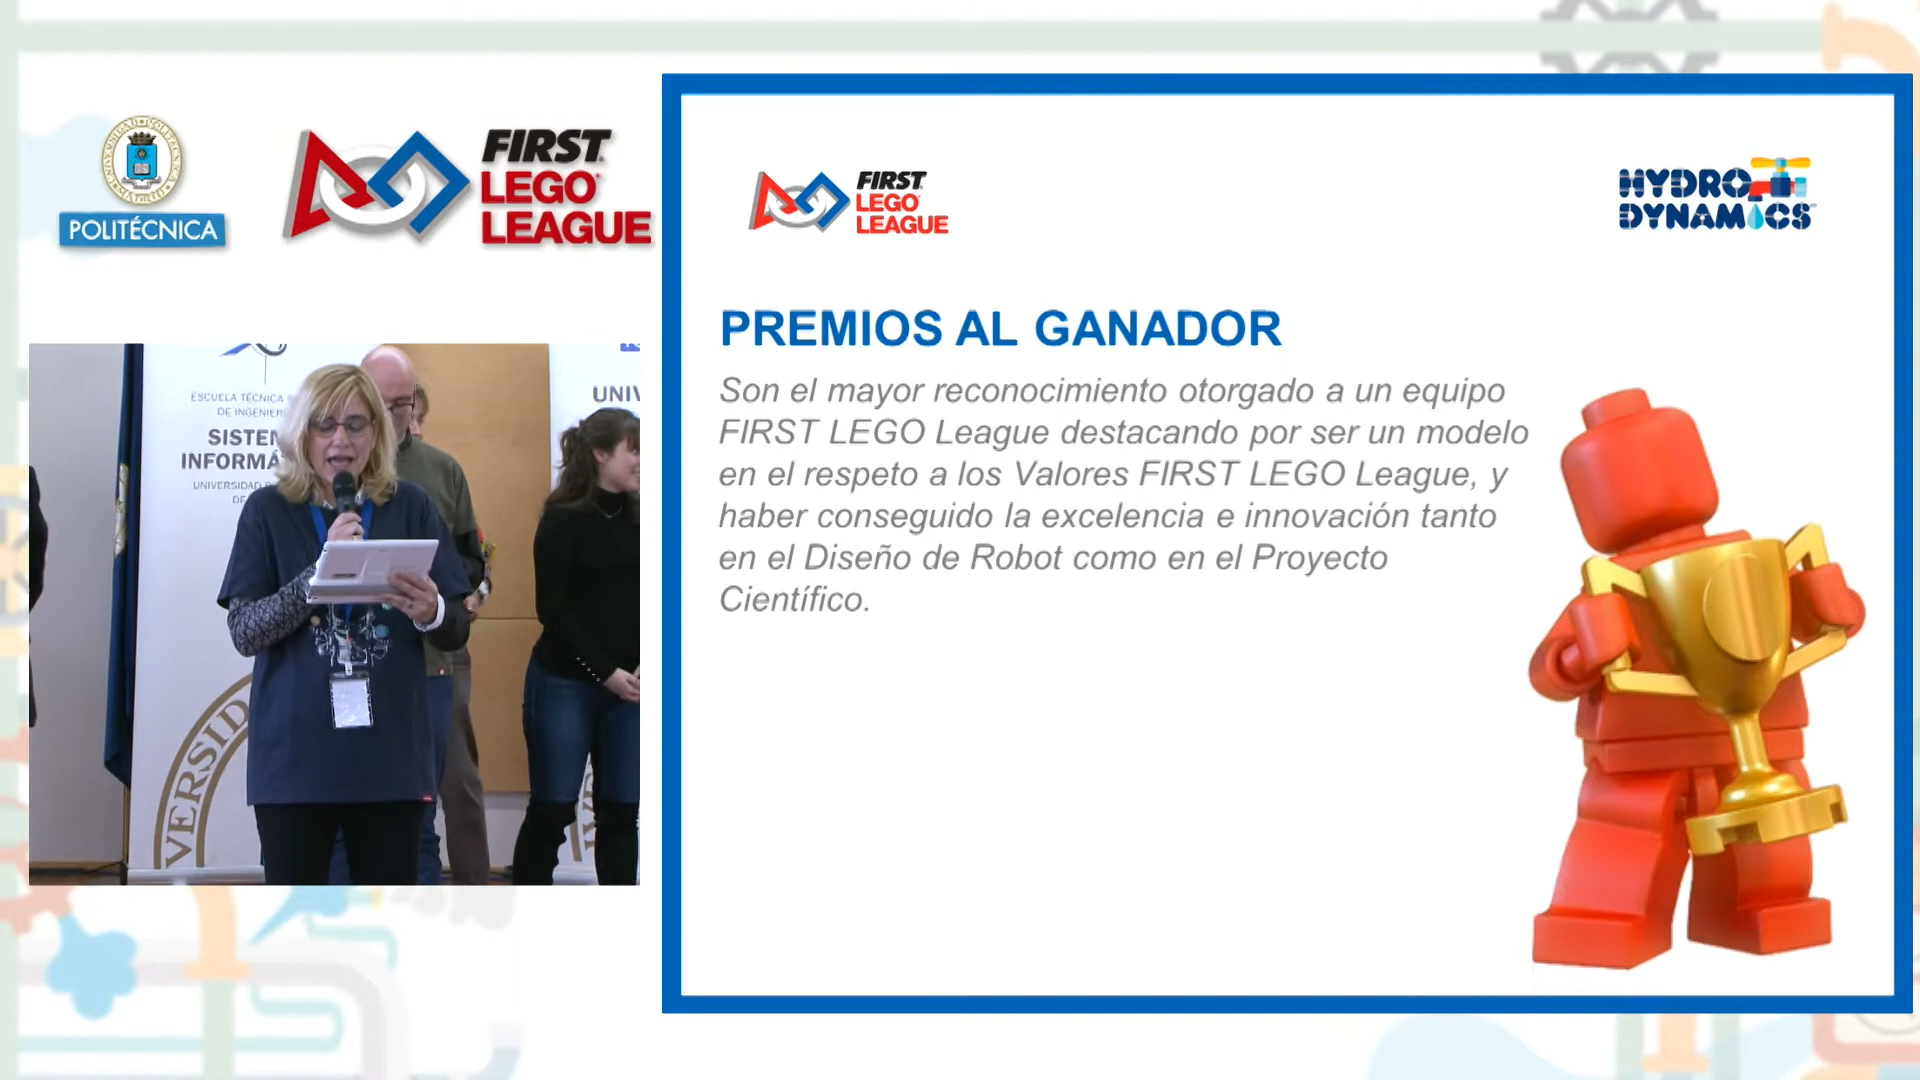 POLITÉCNICA
FIRST
LEGO
LEAGUE
FIRST
LEGO
LEAGUE
HYDRO
DYNAMICS
PREMIOS AL GANADOR
Son el mayor reconocimiento otorgado a un equipo
FIRST LEGO League destacando por ser un modelo
en el respeto a los Valores FIRST LEGO League, y
haber conseguido la excelencia e innovación tanto
en el Diseño de Robot como en el Proyecto
Científico.
ESCUELA TÉCNICA
DE INGENIER
SISTE
INFORMÁ
UNIVERSIDAD
DE
UNIV
VERSID